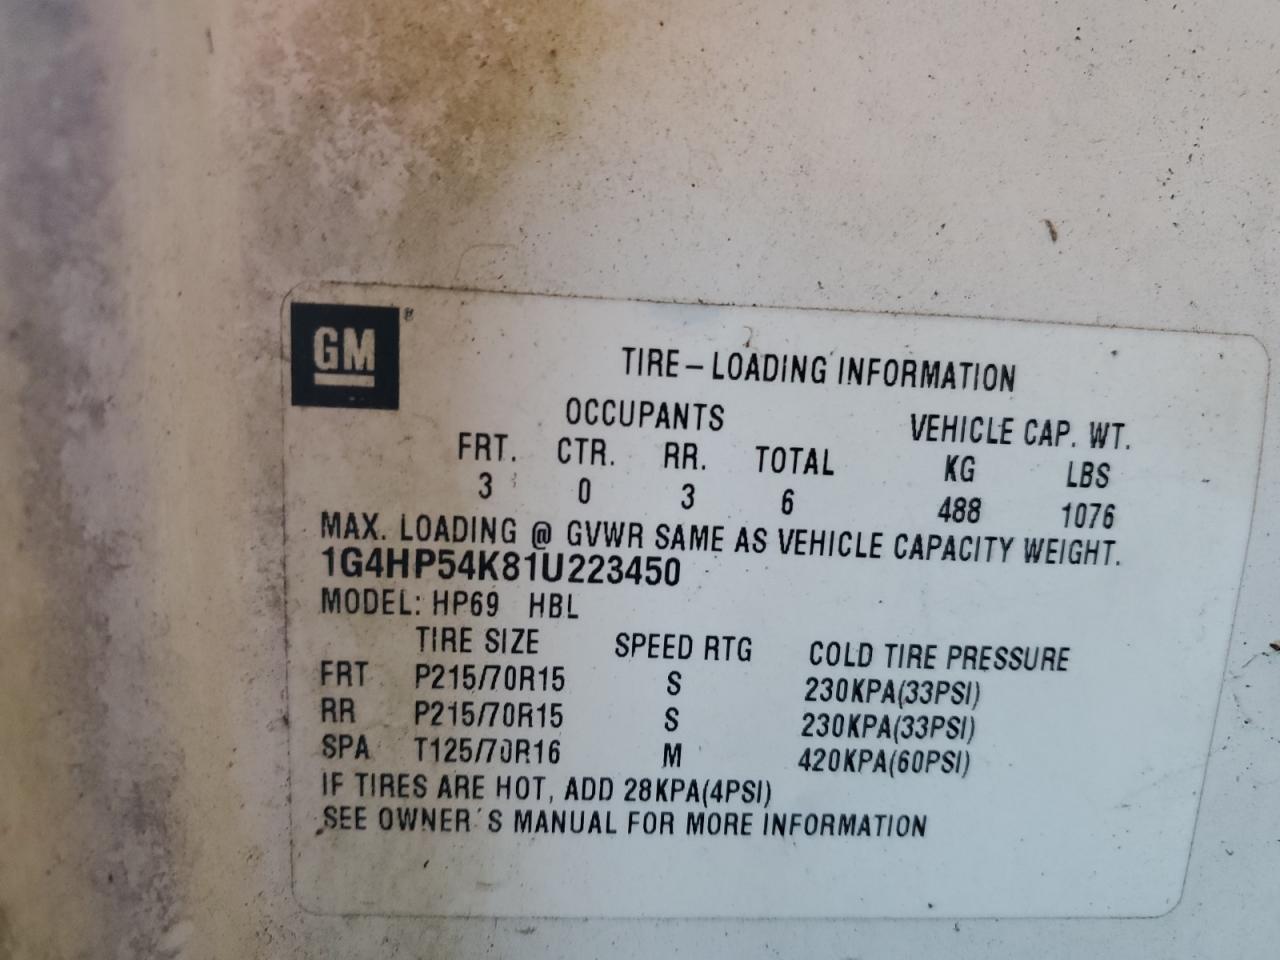 GM®
TIRE – LOADING INFORMATION
OCCUPANTS VEHICLE CAP. WT.
FRT. CTR. RR. TOTAL KG LBS
3 0 3 6 488 1076
MAX. LOADING @ GVWR SAME AS VEHICLE CAPACITY WEIGHT.
1G4HP54K81U223450
MODEL: HP69 HBL
TIRE SIZE SPEED RTG COLD TIRE PRESSURE
FRT P215/70R15 S 230KPA(33PSI)
RR P215/70R15 S 230KPA(33PSI)
SPA T125/70R16 M 420KPA(60PSI)
IF TIRES ARE HOT, ADD 28KPA(4PSI)
SEE OWNER'S MANUAL FOR MORE INFORMATION